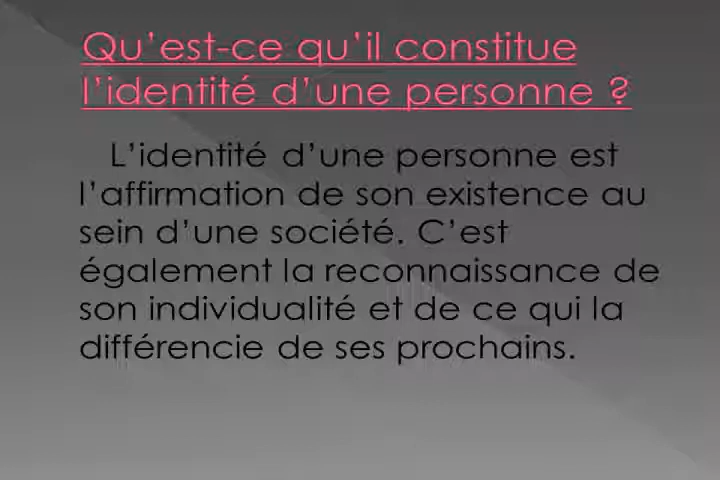 Qu’est-ce qu’il constitue
l’identité d’une personne ?
L’identité d’une personne est
l’affirmation de son existence au
sein d’une société. C’est
également la reconnaissance de
son individualité et de ce qui la
différencie de ses prochains.